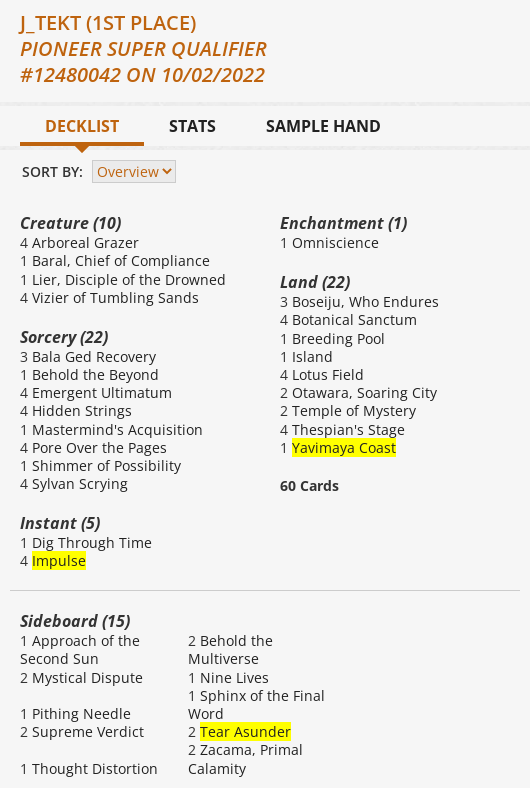 J_TEKT (1ST PLACE)
PIONEER SUPER QUALIFIER
#12480042 ON 10/02/2022
DECKLIST STATS SAMPLE HAND
SORT BY: Overview
Creature (10)
4 Arboreal Grazer
1 Baral, Chief of Compliance
1 Lier, Disciple of the Drowned
4 Vizier of Tumbling Sands
Sorcery (22)
3 Bala Ged Recovery
1 Behold the Beyond
4 Emergent Ultimatum
4 Hidden Strings
1 Mastermind's Acquisition
4 Pore Over the Pages
1 Shimmer of Possibility
4 Sylvan Scrying
Instant (5)
1 Dig Through Time
4 Impulse
Enchantment (1)
1 Omniscience
Land (22)
3 Boseiju, Who Endures
4 Botanical Sanctum
1 Breeding Pool
1 Island
4 Lotus Field
2 Otawara, Soaring City
2 Temple of Mystery
4 Thespian's Stage
1 Yavimaya Coast
60 Cards
Sideboard (15)
1 Approach of the
Second Sun
2 Mystical Dispute
1 Pithing Needle
2 Supreme Verdict
1 Thought Distortion
2 Behold the
Multiverse
1 Nine Lives
1 Sphinx of the Final
Word
2 Tear Asunder
2 Zacama, Primal
Calamity